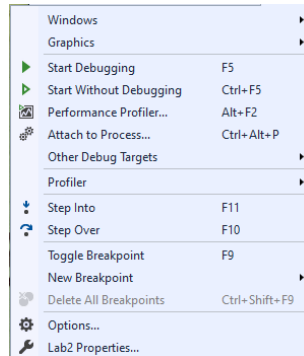 Windows
Graphics
Start Debugging F5
Start Without Debugging Ctrl+F5
Performance Profiler... Alt+F2
Attach to Process... Ctrl+Alt+P
Other Debug Targets
Profiler
Step Into F11
Step Over F10
Toggle Breakpoint F9
New Breakpoint
Delete All Breakpoints Ctrl+Shift+F9
Options...
Lab2 Properties...